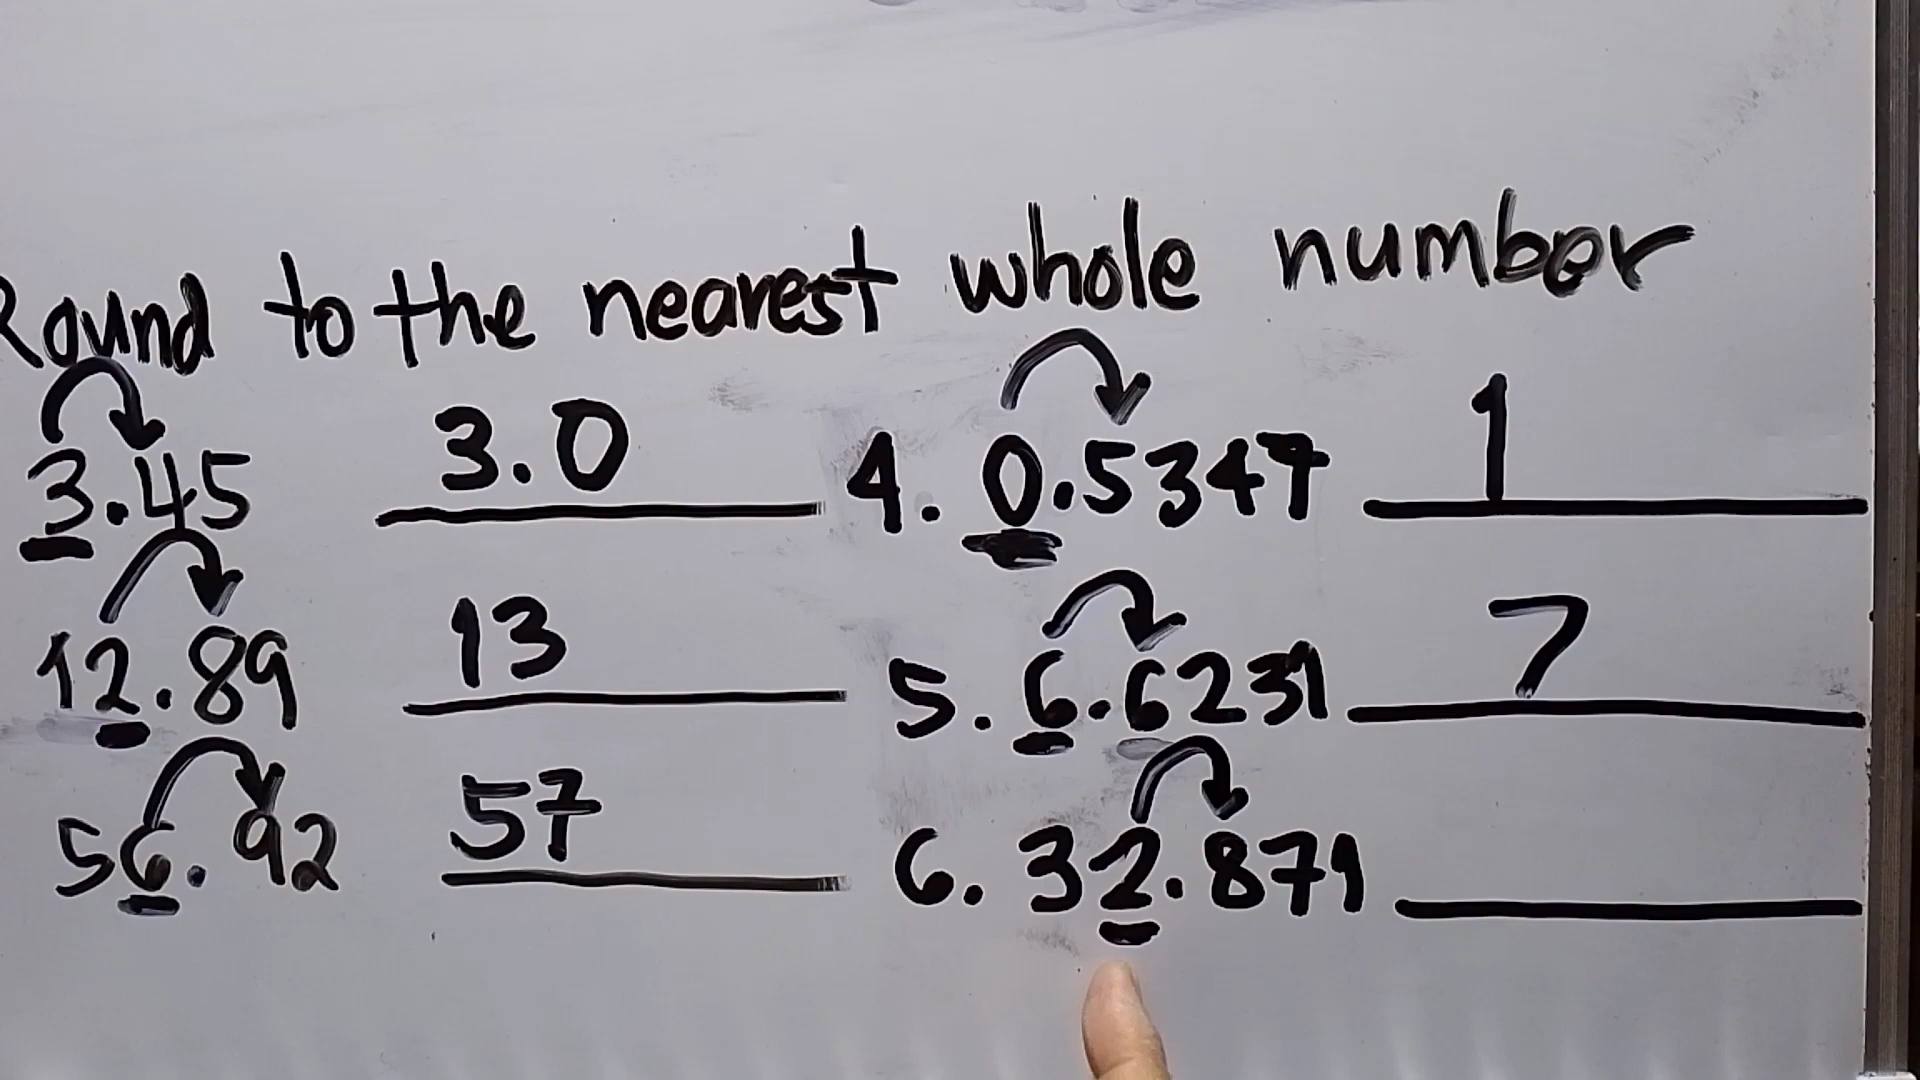 Round to the nearest whole number
3.45 3.0 4. 0.5347 1
12.89 13 5. 6.6231 7
56.92 57 6. 32.871